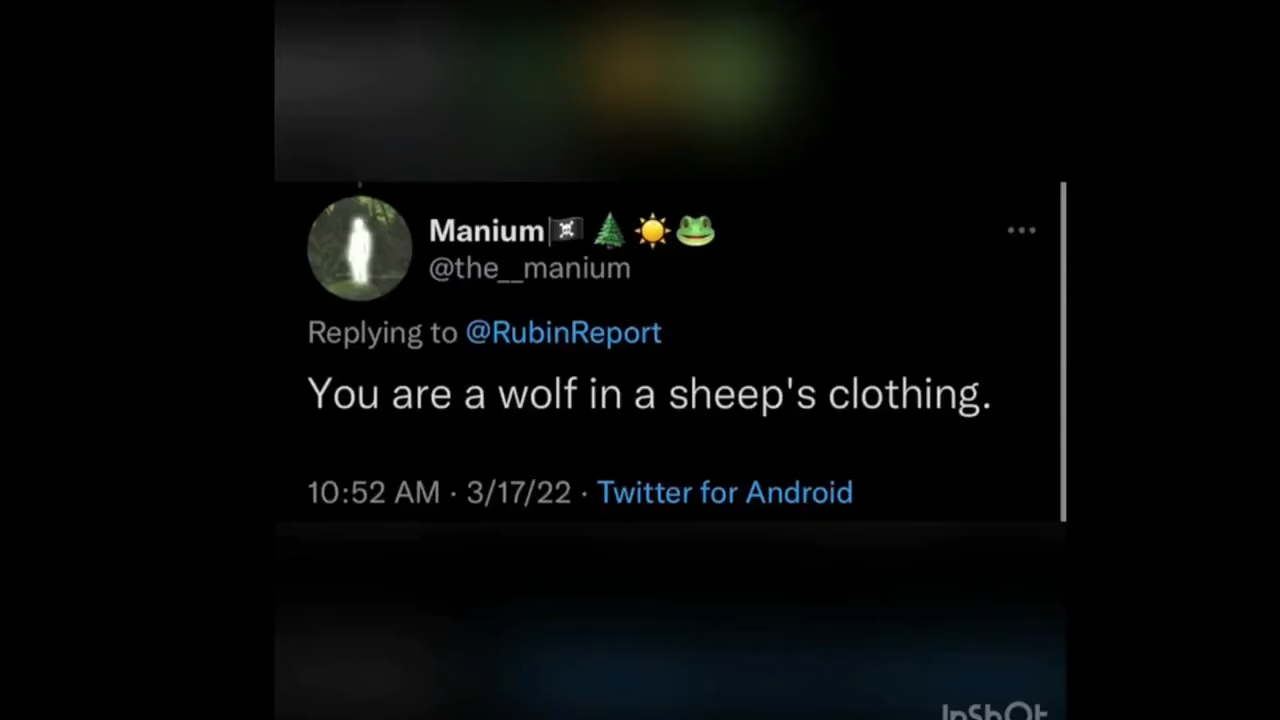 Manium🏴‍☠️🌲☀️🐸
@the__manium
Replying to @RubinReport
You are a wolf in a sheep's clothing.
10:52 AM · 3/17/22 · Twitter for Android
InShOt